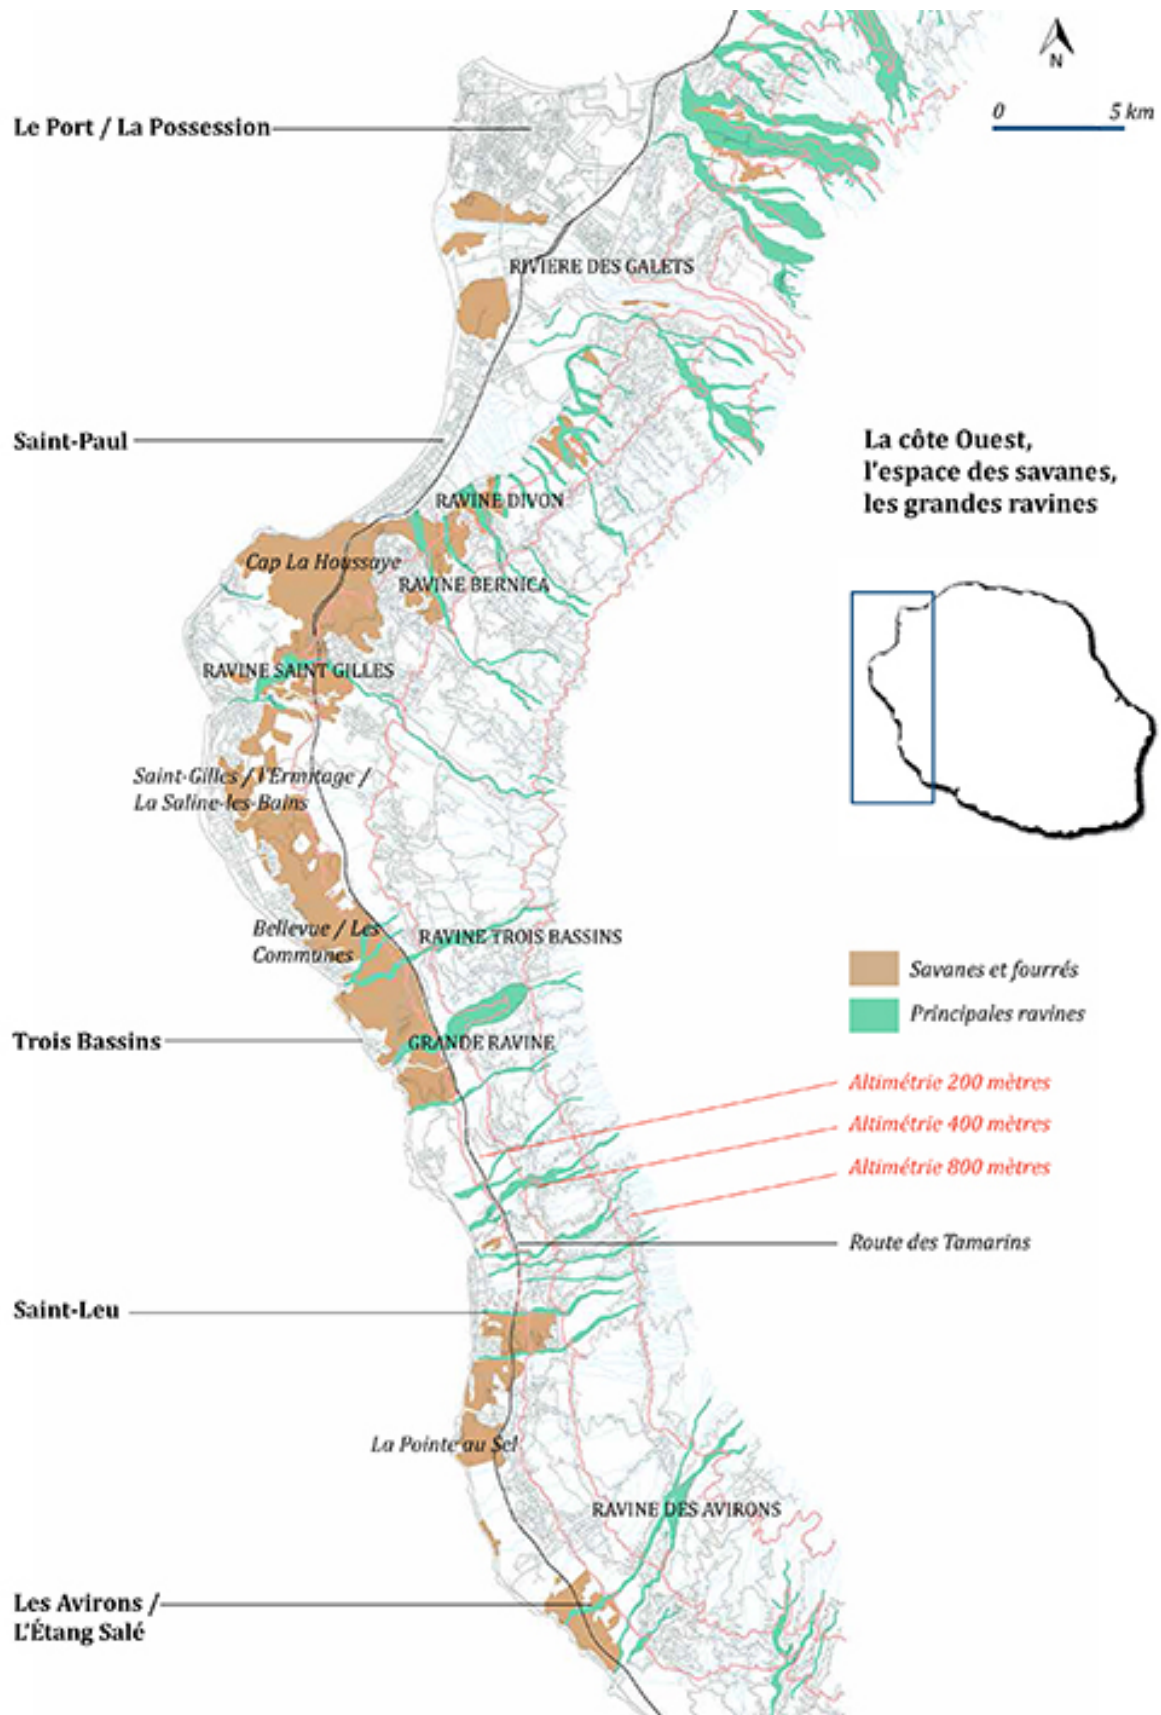 N
0 5 km
Le Port / La Possession
RIVIERE DES GALETS
Saint-Paul
La côte Ouest,
l'espace des savanes,
les grandes ravines
RAVINE DIVON
Cap La Houssaye
RAVINE BERNICA
RAVINE SAINT GILLES
Saint-Gilles / l'Ermitage /
La Saline-les-Bains
Bellevue / Les
Communes
RAVINE TROIS BASSINS
Savanes et fourrés
Principales ravines
Trois Bassins
GRANDE RAVINE
Altimétrie 200 mètres
Altimétrie 400 mètres
Altimétrie 800 mètres
Route des Tamarins
Saint-Leu
La Pointe au Sel
RAVINE DES AVIRONS
Les Avirons /
L'Étang Salé